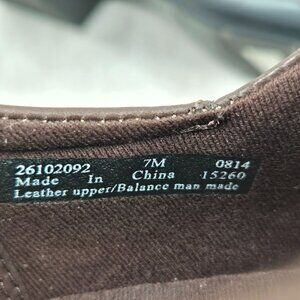 26102092 7M 0814
Made In China 15260
Leather upper/Balance man made